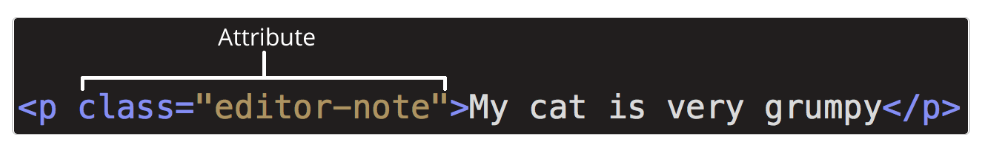 Attribute
<p class="editor-note">My cat is very grumpy</p>